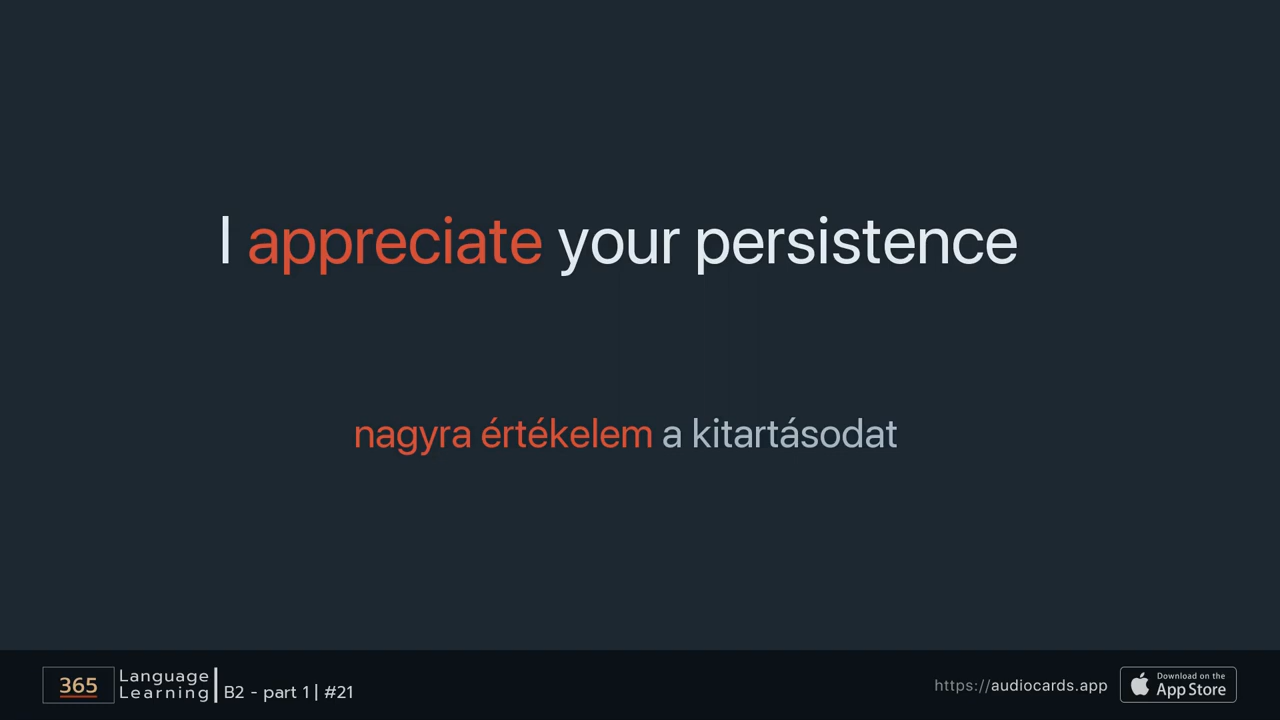 I appreciate your persistence
nagyra értékelem a kitartásodat
365
Language
Learning
B2 - part 1 | #21
https://audiocards.app
Download on the
App Store